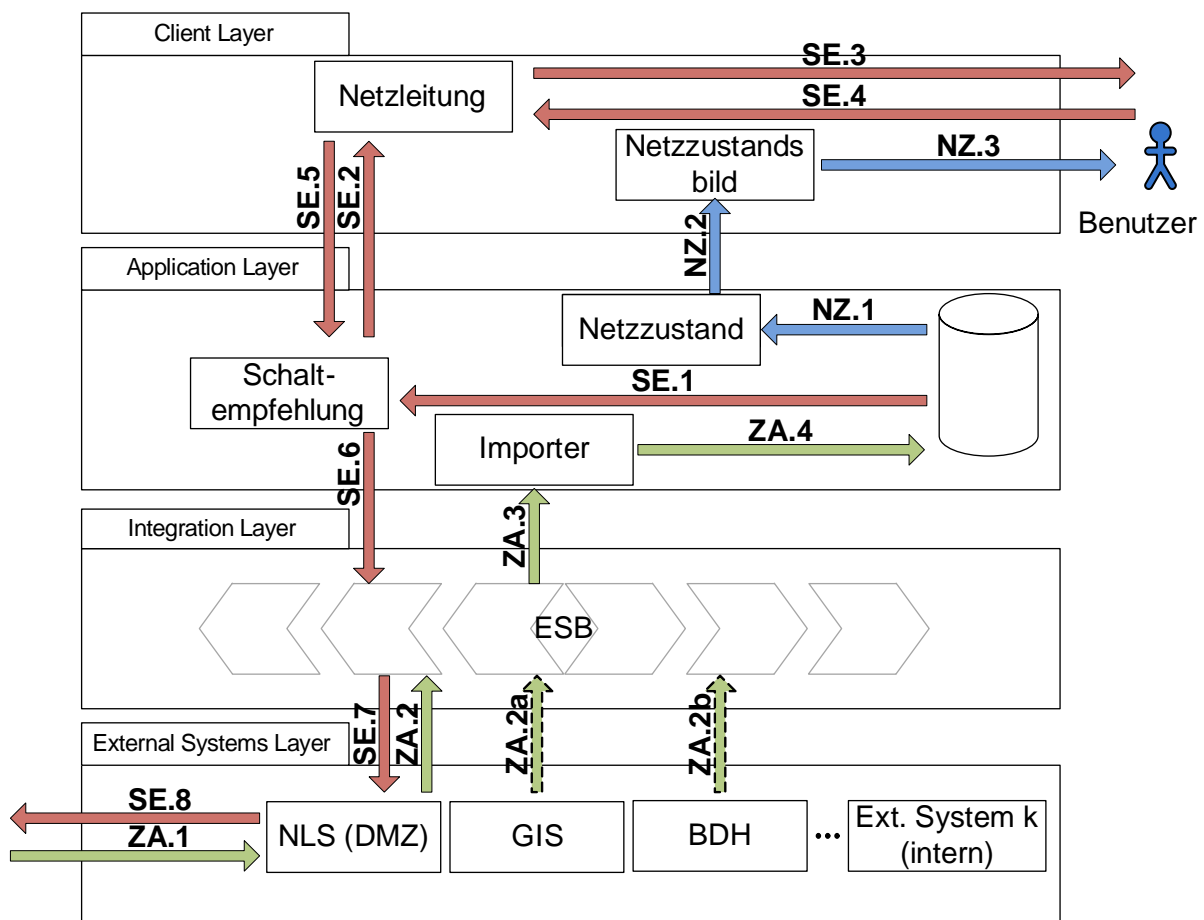 Client Layer
SE.3
Netzleitung
SE.4
Netzzustands
bild
NZ.3
SE.5
SE.2
NZ.2
Benutzer
Application Layer
Netzzustand
NZ.1
Schalt-
empfehlung
SE.1
Importer
ZA.4
SE.6
Integration Layer
ZA.3
ESB
SE.7
ZA.2
ZA.2a
ZA.2b
External Systems Layer
SE.8
ZA.1
NLS (DMZ)
GIS
BDH
...
Ext. System k
(intern)